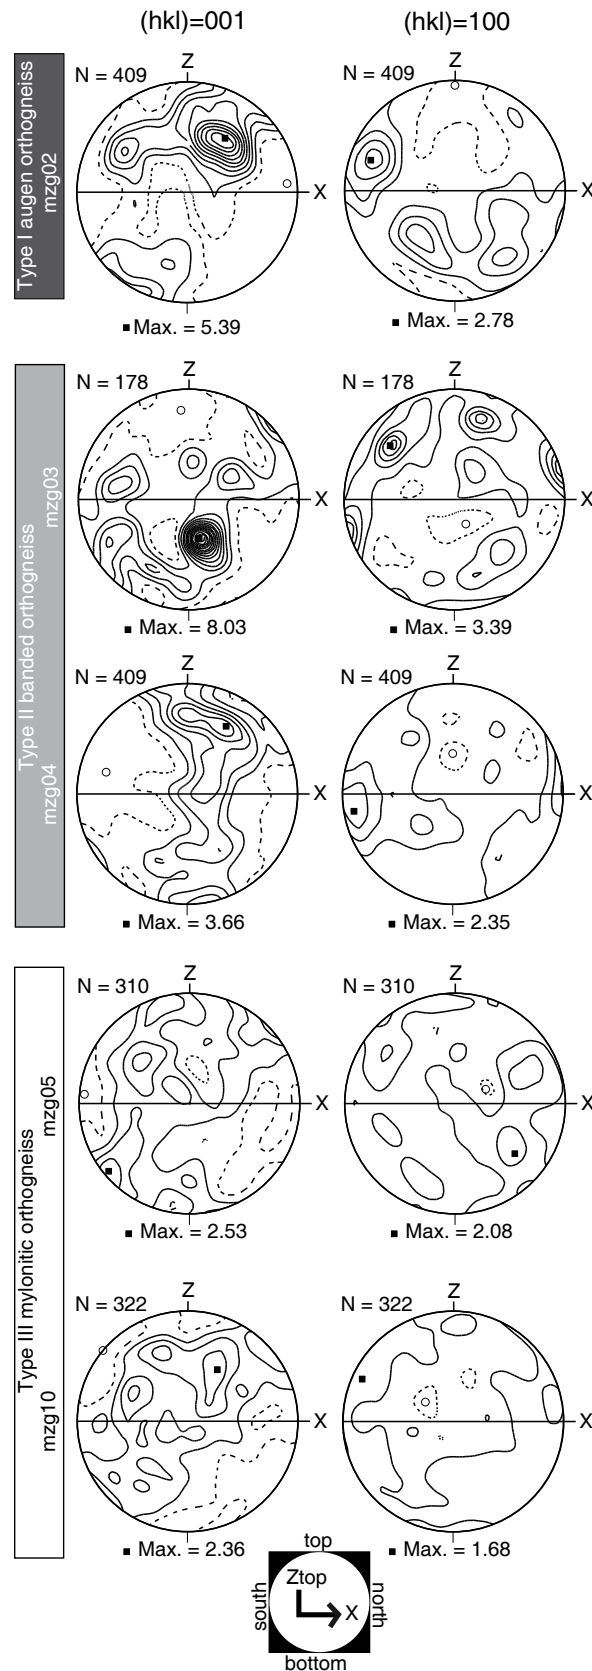 (hkl)=001 (hkl)=100
Type I augen orthogneiss
mzg02
N = 409
Z
X
Max. = 5.39
N = 409
Z
X
Max. = 2.78
Type II banded orthogneiss
mzg03
N = 178
Z
X
Max. = 8.03
N = 178
Z
X
Max. = 3.39
mzg04
N = 409
Z
X
Max. = 3.66
N = 409
Z
X
Max. = 2.35
Type III mylonitic orthogneiss
mzg05
N = 310
Z
X
Max. = 2.53
N = 310
Z
X
Max. = 2.08
mzg10
N = 322
Z
X
Max. = 2.36
N = 322
Z
X
Max. = 1.68
top
Ztop
south
X
north
bottom